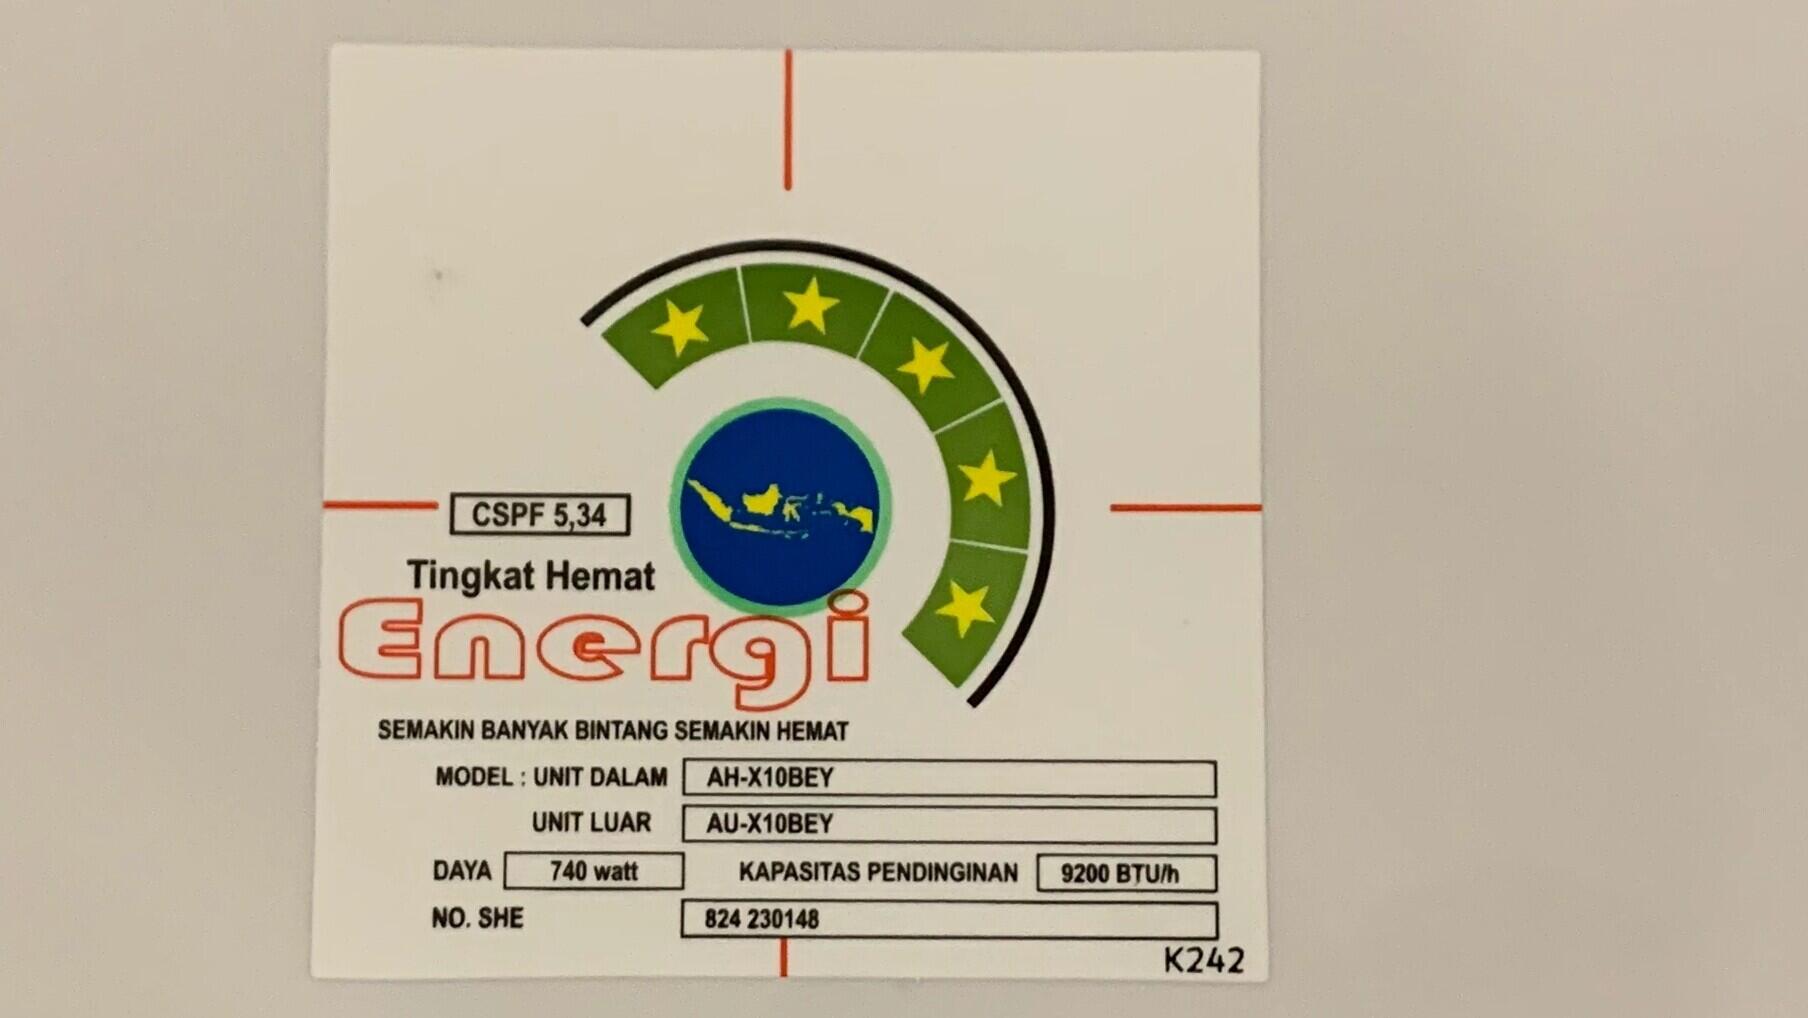 CSPF 5,34
Tingkat Hemat
Energi
SEMAKIN BANYAK BINTANG SEMAKIN HEMAT
MODEL : UNIT DALAM AH-X10BEY
UNIT LUAR AU-X10BEY
DAYA 740 watt KAPASITAS PENDINGINAN 9200 BTU/h
NO. SHE 824 230148
K242